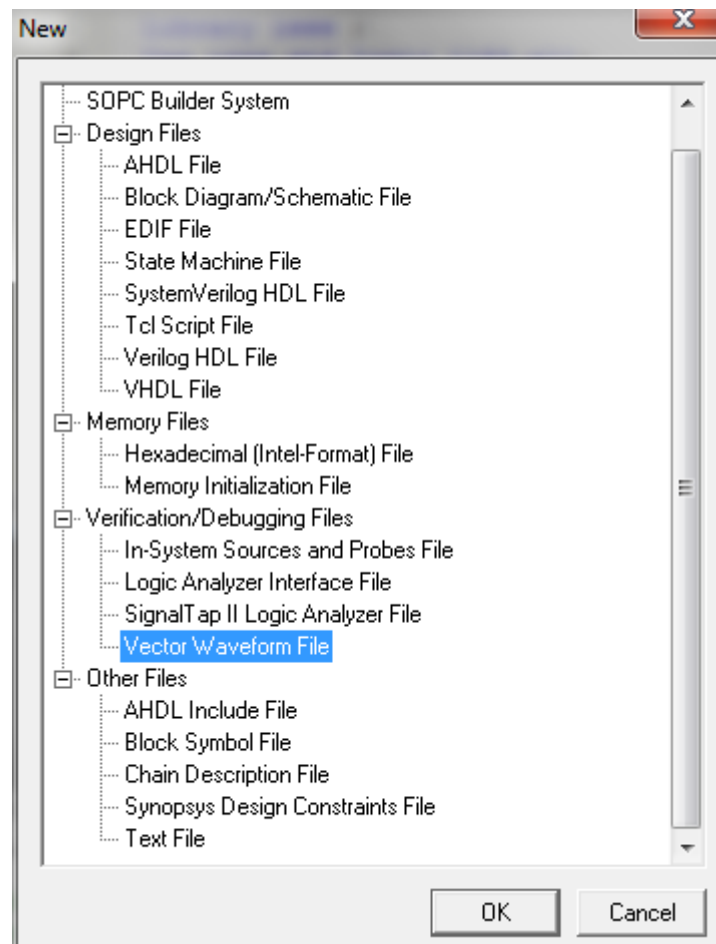 New
SOPC Builder System
Design Files
AHDL File
Block Diagram/Schematic File
EDIF File
State Machine File
SystemVerilog HDL File
Tcl Script File
Verilog HDL File
VHDL File
Memory Files
Hexadecimal (Intel-Format) File
Memory Initialization File
Verification/Debugging Files
In-System Sources and Probes File
Logic Analyzer Interface File
SignalTap II Logic Analyzer File
Vector Waveform File
Other Files
AHDL Include File
Block Symbol File
Chain Description File
Synopsys Design Constraints File
Text File
OK Cancel